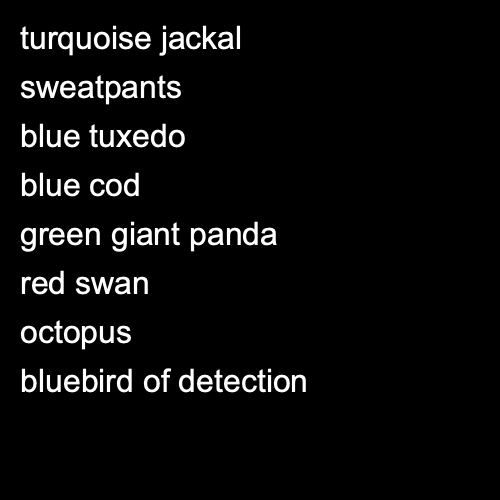 turquoise jackal
sweatpants
blue tuxedo
blue cod
green giant panda
red swan
octopus
bluebird of detection